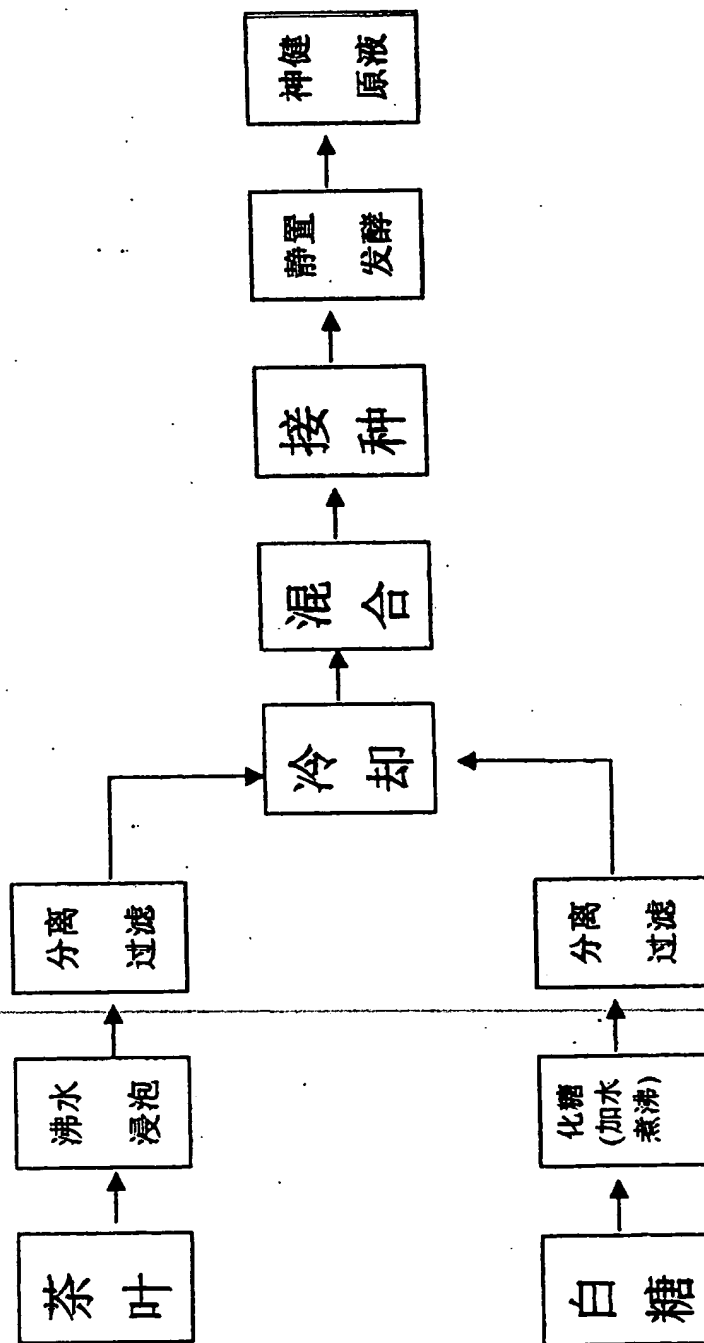 茶
叶
沸水
浸泡
分离
过滤
白
糖
化糖
(加水
煮沸)
分离
过滤
冷
却
混
合
接
种
静置
发酵
神健
原液